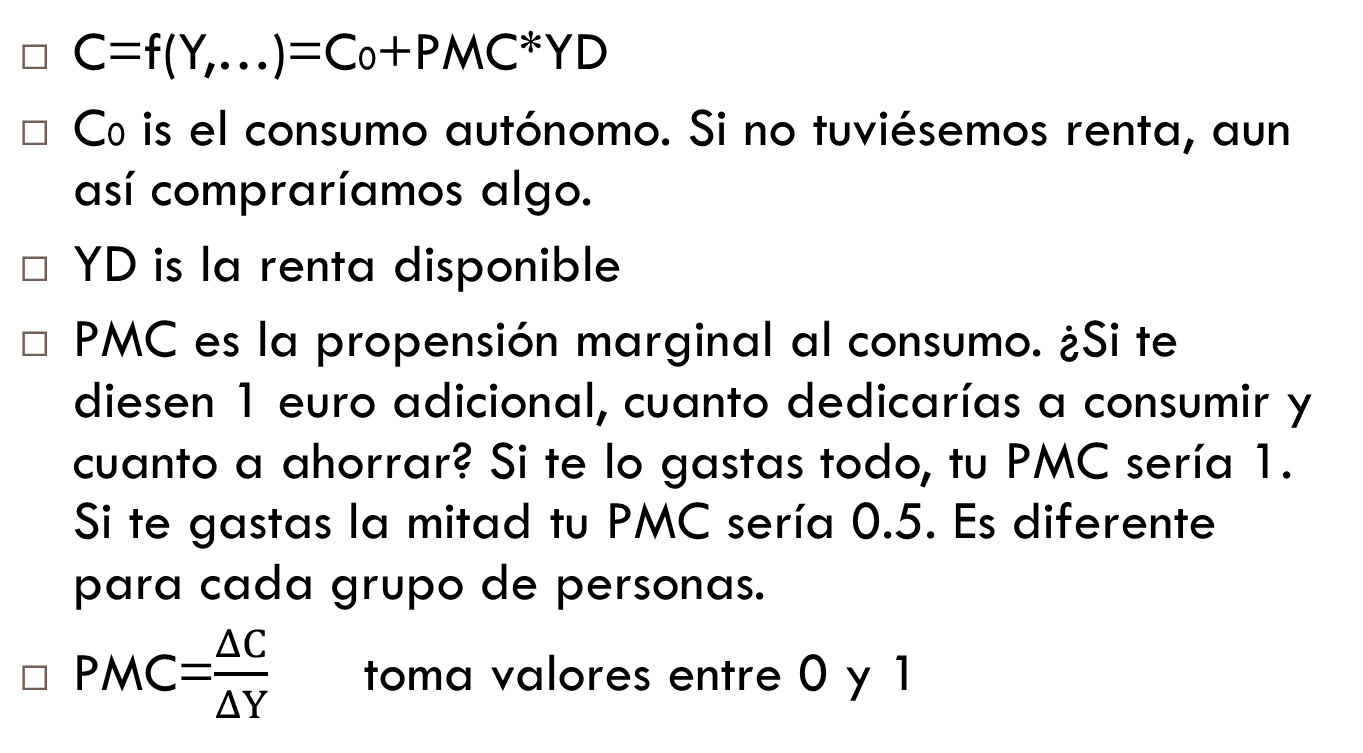 □ C=f(Y,…)=C₀+PMC*YD
□ C₀ is el consumo autónomo. Si no tuviésemos renta, aun
así compraríamos algo.
□ YD is la renta disponible
□ PMC es la propensión marginal al consumo. ¿Si te
diesen 1 euro adicional, cuanto dedicarías a consumir y
cuanto a ahorrar? Si te lo gastas todo, tu PMC sería 1.
Si te gastas la mitad tu PMC sería 0.5. Es diferente
para cada grupo de personas.
□ PMC=ΔC/ΔY toma valores entre 0 y 1